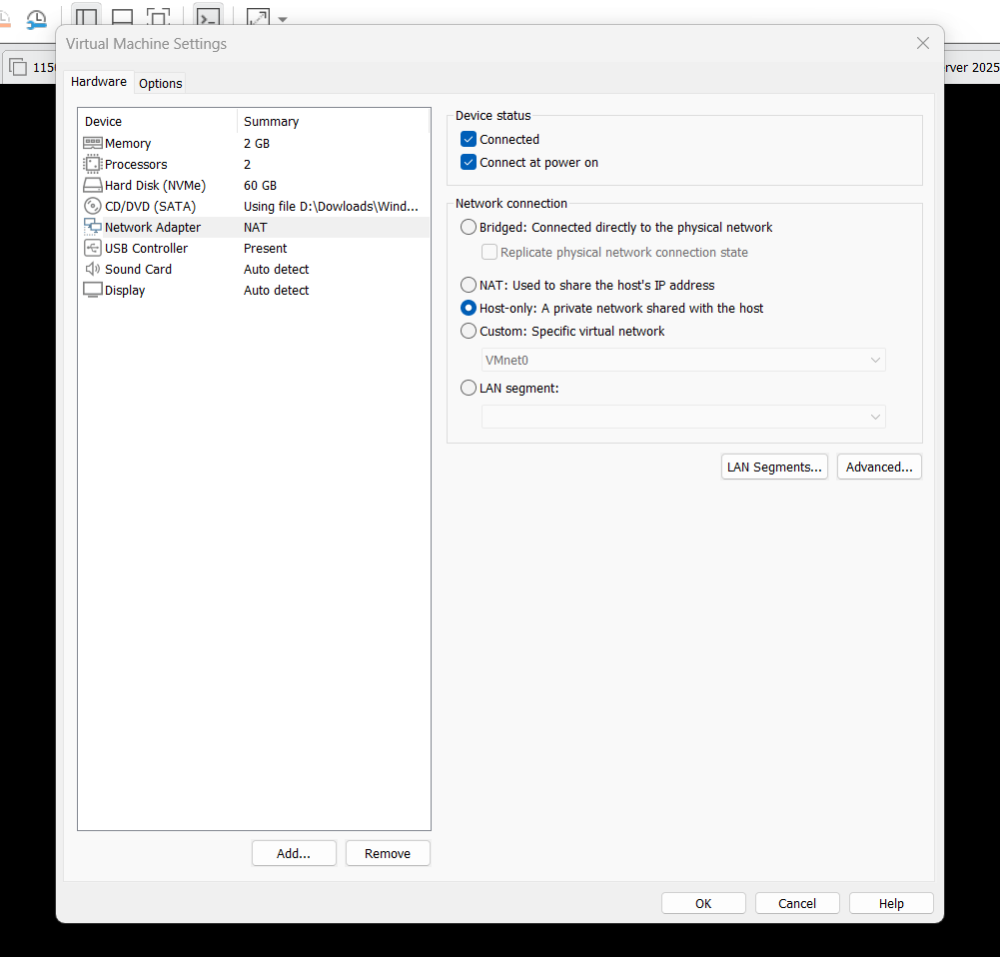 Virtual Machine Settings
115
rver 2025
Hardware
Options
Device Summary
Memory 2 GB
Processors 2
Hard Disk (NVMe) 60 GB
CD/DVD (SATA) Using file D:\Dowloads\Wind...
Network Adapter NAT
USB Controller Present
Sound Card Auto detect
Display Auto detect
Add...
Remove
Device status
Connected
Connect at power on
Network connection
Bridged: Connected directly to the physical network
Replicate physical network connection state
NAT: Used to share the host's IP address
Host-only: A private network shared with the host
Custom: Specific virtual network
VMnet0
LAN segment:
LAN Segments...
Advanced...
OK
Cancel
Help